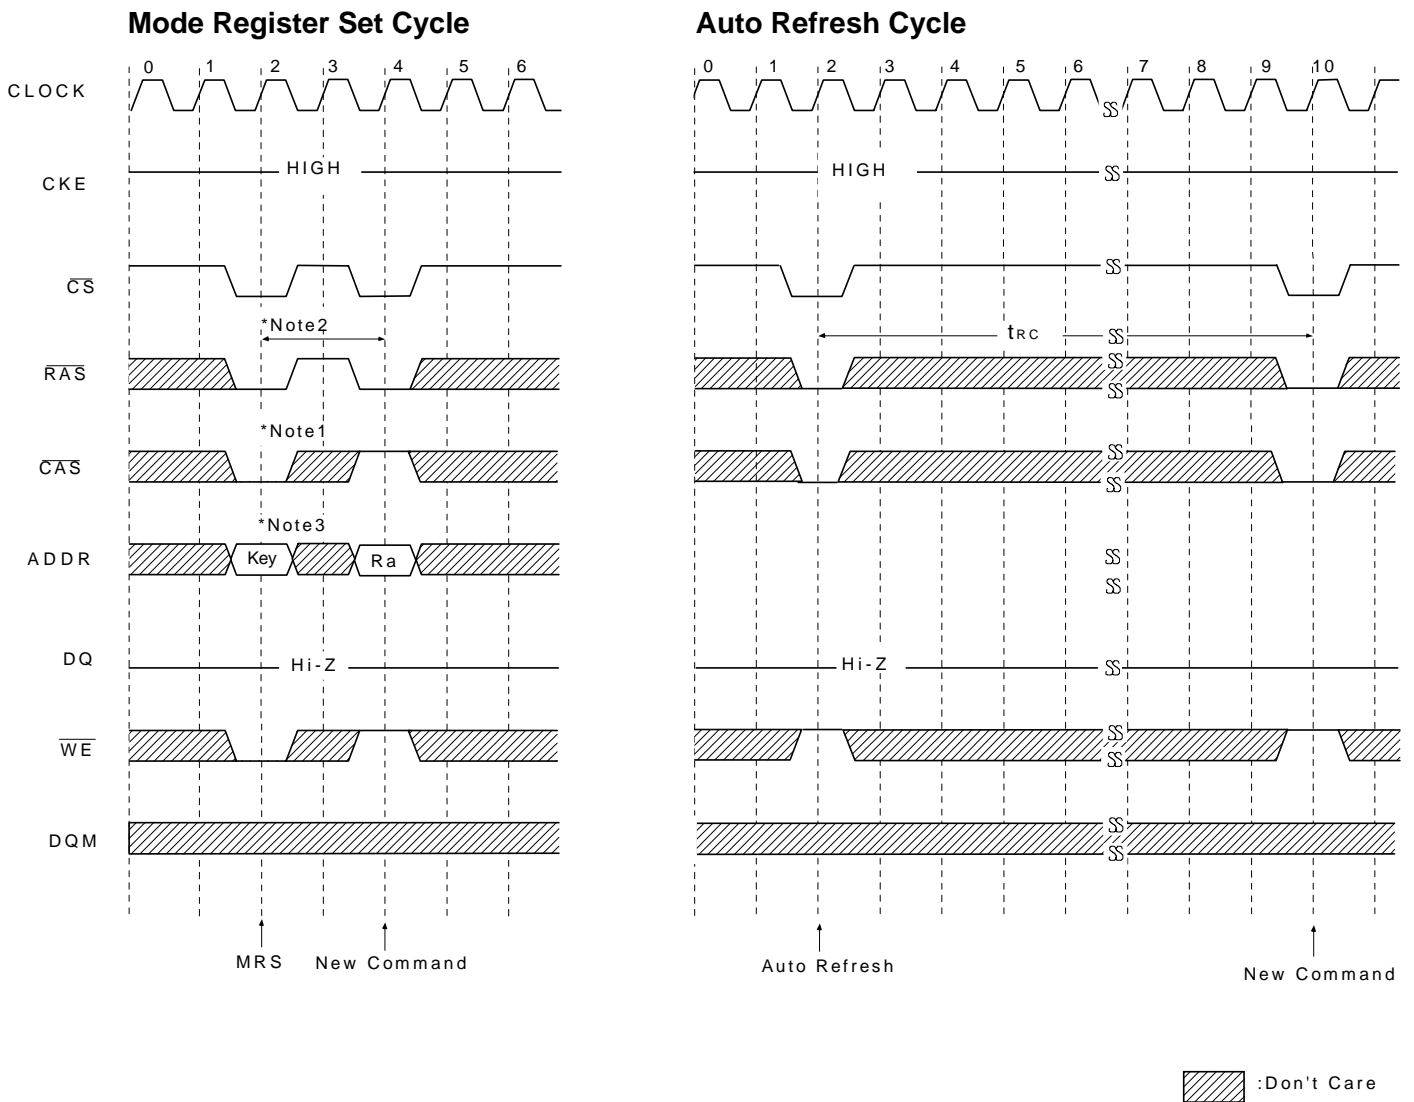 Mode Register Set Cycle
Auto Refresh Cycle
0 1 2 3 4 5 6
0 1 2 3 4 5 6 7 8 9 10
CLOCK
CKE
HIGH
HIGH
CS
*Note2
tRC
RAS
*Note1
CAS
*Note3
ADDR
Key
Ra
DQ
Hi-Z
Hi-Z
WE
DQM
MRS
New Command
Auto Refresh
New Command
:Don't Care